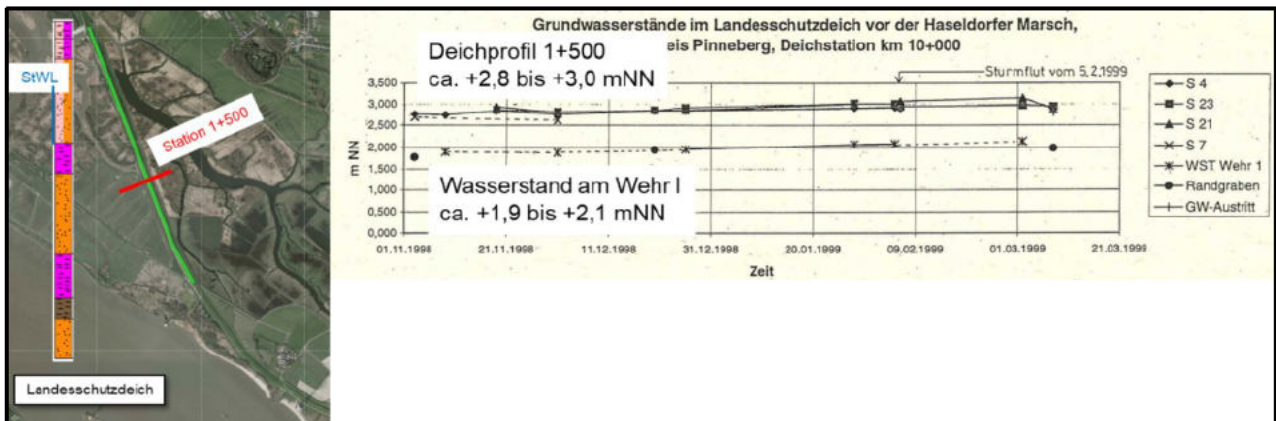 StWL
Station 1+500
Landesschutzdeich
Grundwasserstände im Landesschutzdeich vor der Haseldorfer Marsch,
eis Pinneberg, Deichstation km 10+000
Deichprofil 1+500
ca. +2,8 bis +3,0 mNN
Sturmflut vom 5.2.1999
m NN
3,500
3,000
2,500
2,000
1,500
1,000
0,500
0,000
Wasserstand am Wehr I
ca. +1,9 bis +2,1 mNN
01.11.1998 21.11.1998 11.12.1998 31.12.1998 20.01.1999 09.02.1999 01.03.1999 21.03.1999
Zeit
S 4
S 23
S 21
S 7
WST Wehr 1
Randgraben
GW-Austritt